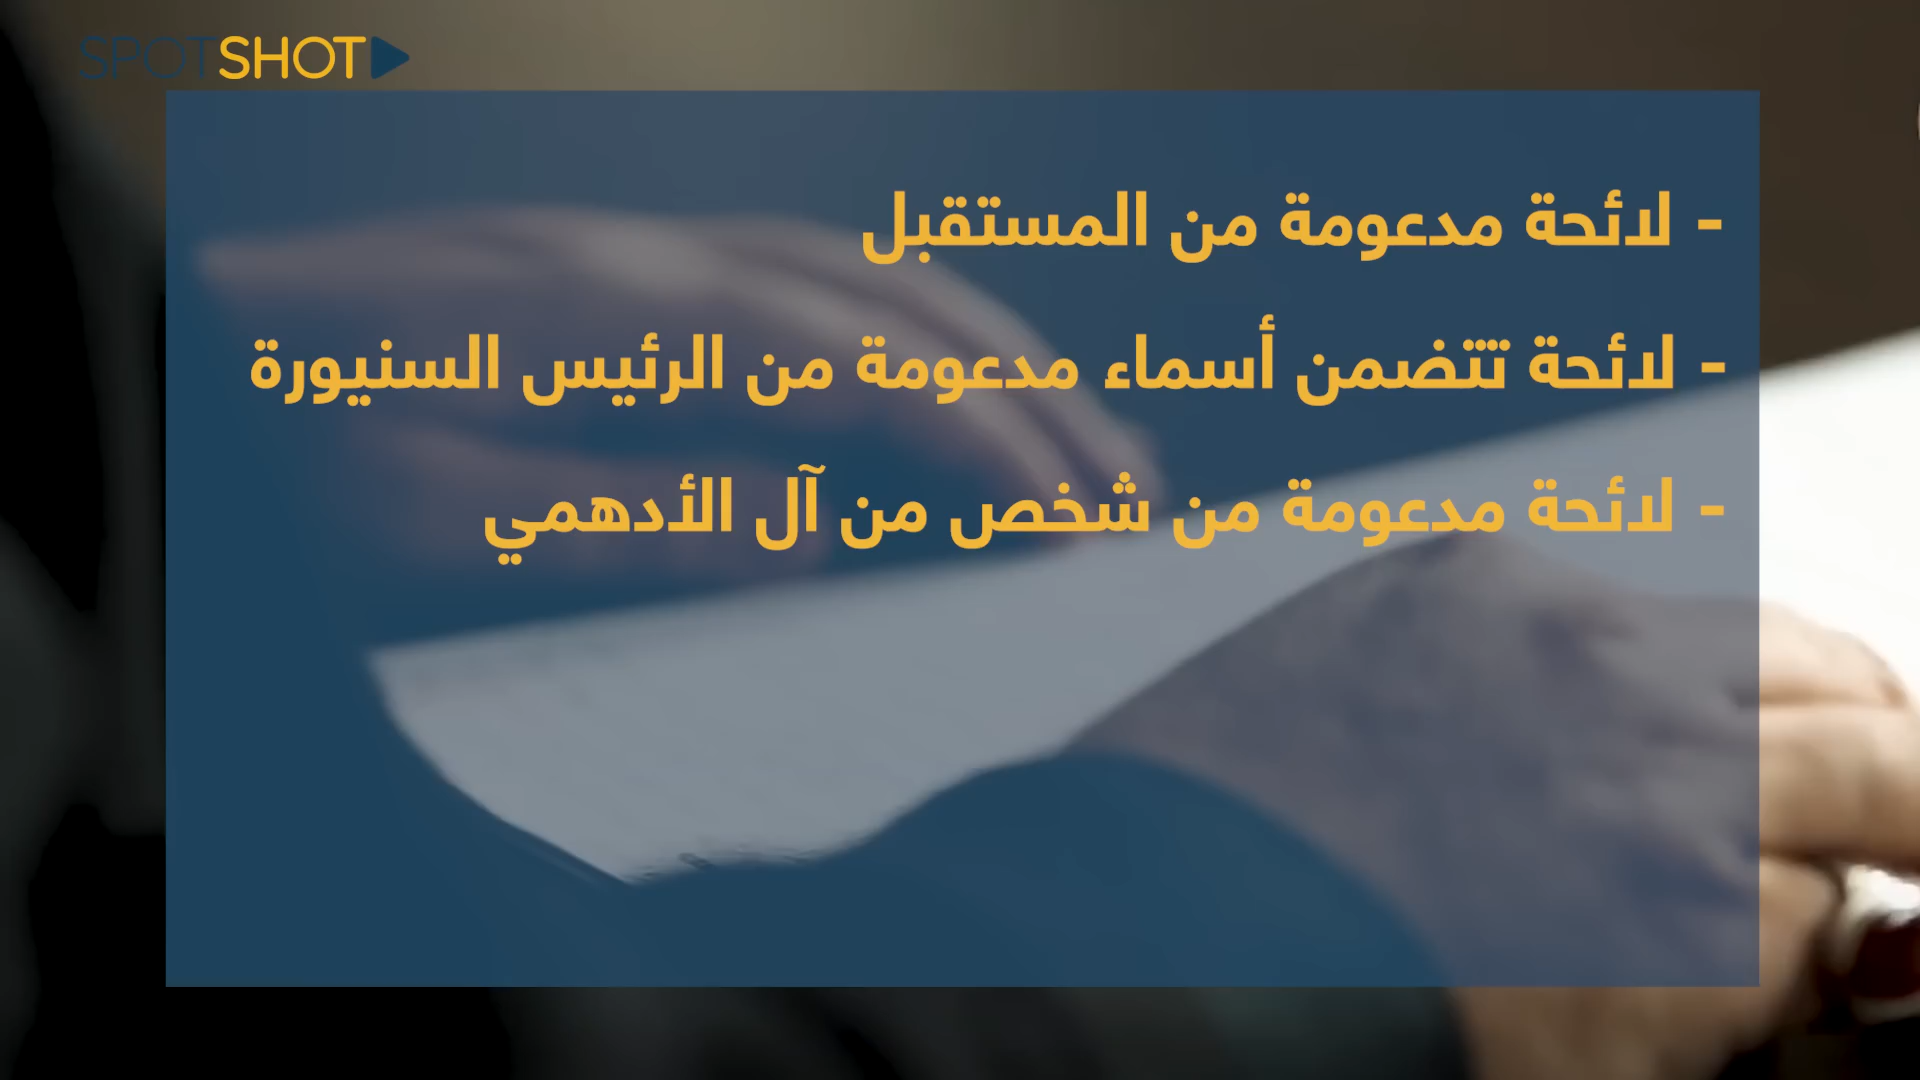 SPOTSHOT
- لائحة مدعومة من المستقبل
- لائحة تتضمن أسماء مدعومة من الرئيس السنيورة
- لائحة مدعومة من شخص من آل الأدهمي